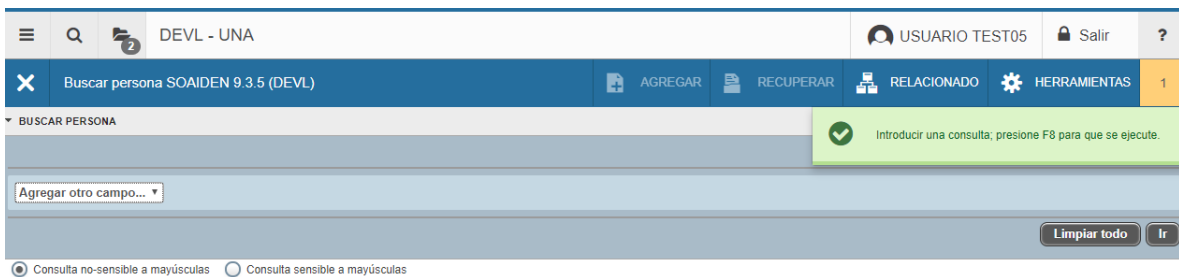 2 DEVL - UNA USUARIO TEST05 Salir ?
Buscar persona SOAIDEN 9.3.5 (DEVL) AGREGAR RECUPERAR RELACIONADO HERRAMIENTAS 1
BUSCAR PERSONA
Introducir una consulta; presione F8 para que se ejecute.
Agregar otro campo...
Limpiar todo Ir
Consulta no-sensible a mayúsculas Consulta sensible a mayúsculas